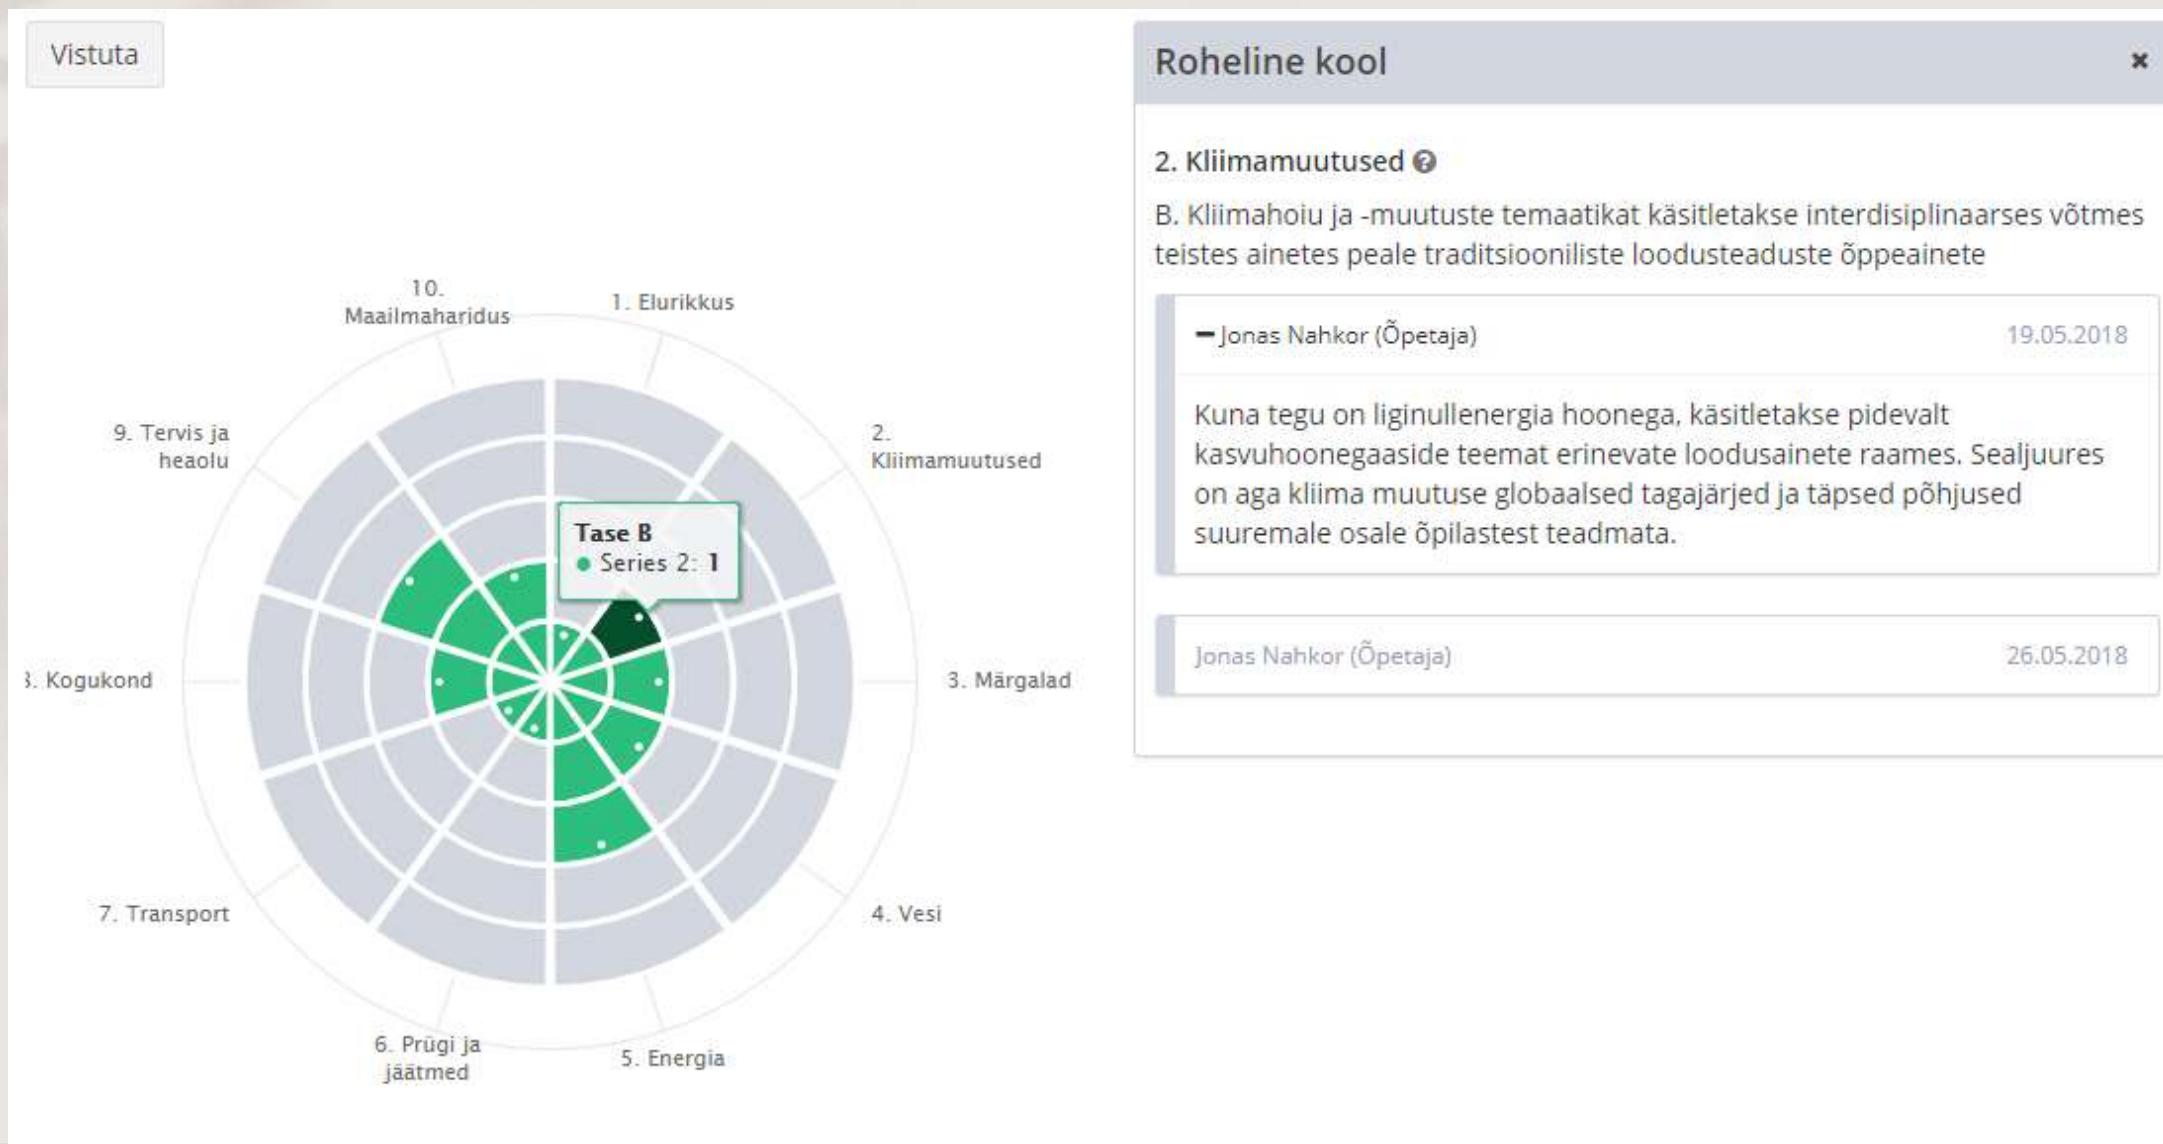 Vistuta
10.
Maailmaharidus
1. Elurikkus
9. Tervis ja
heaolu
2.
Kliimamuutused
Tase B
● Series 2: 1
3. Kogukond
3. Märgalad
7. Transport
4. Vesi
6. Prügi ja
jäätmed
5. Energia
Roheline kool
2. Kliimamuutused
B. Kliimahoiu ja -muutuste temaatikat käsitletakse interdisiplinaarses võtmes
teistes ainetes peale traditsiooniliste loodusteaduste õppeainete
Jonas Nahkor (Õpetaja) 19.05.2018
Kuna tegu on liginullenergia hoonega, käsitletakse pidevalt
kasvuhoonegaaside teemat erinevate loodusainete raames. Sealjuures
on aga kliima muutuse globaalsed tagajärjed ja täpsed põhjused
suuremale osale õpilastest teadmata.
Jonas Nahkor (Õpetaja) 26.05.2018